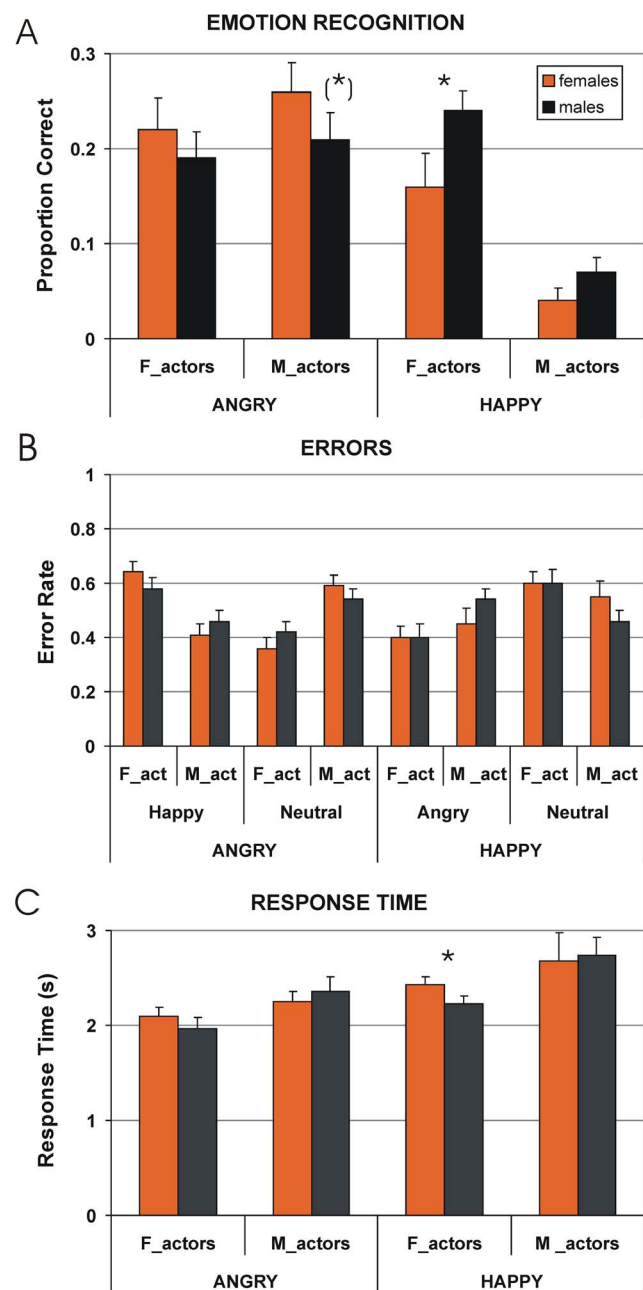 A
EMOTION RECOGNITION
Proportion Correct
0.3
0.2
0.1
0
(*)
*
females
males
F_actors M_actors F_actors M _actors
ANGRY HAPPY
B
ERRORS
Error Rate
1
0.8
0.6
0.4
0.2
0
F_act M_act F_act M_act F_act M _act F_act M_act
Happy Neutral Angry Neutral
ANGRY HAPPY
C
RESPONSE TIME
Response Time (s)
3
2
1
0
*
F_actors M_actors F_actors M _actors
ANGRY HAPPY